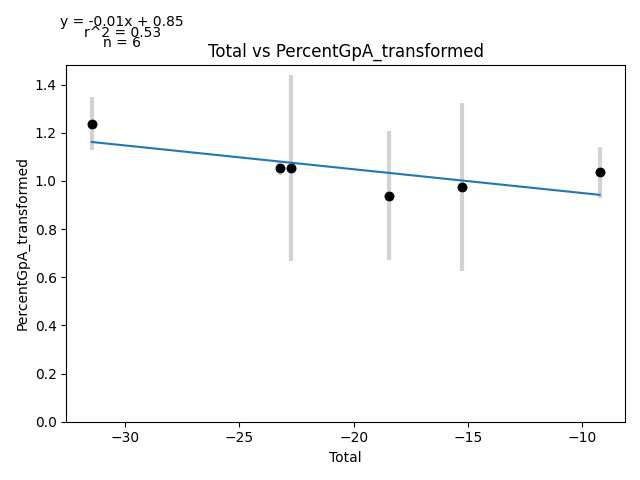 y = -0.01x + 0.85
r^2 = 0.53
n = 6
Total vs PercentGpA_transformed
PercentGpA_transformed
1.4
1.2
1.0
0.8
0.6
0.4
0.2
0.0
−30
−25
−20
−15
−10
Total